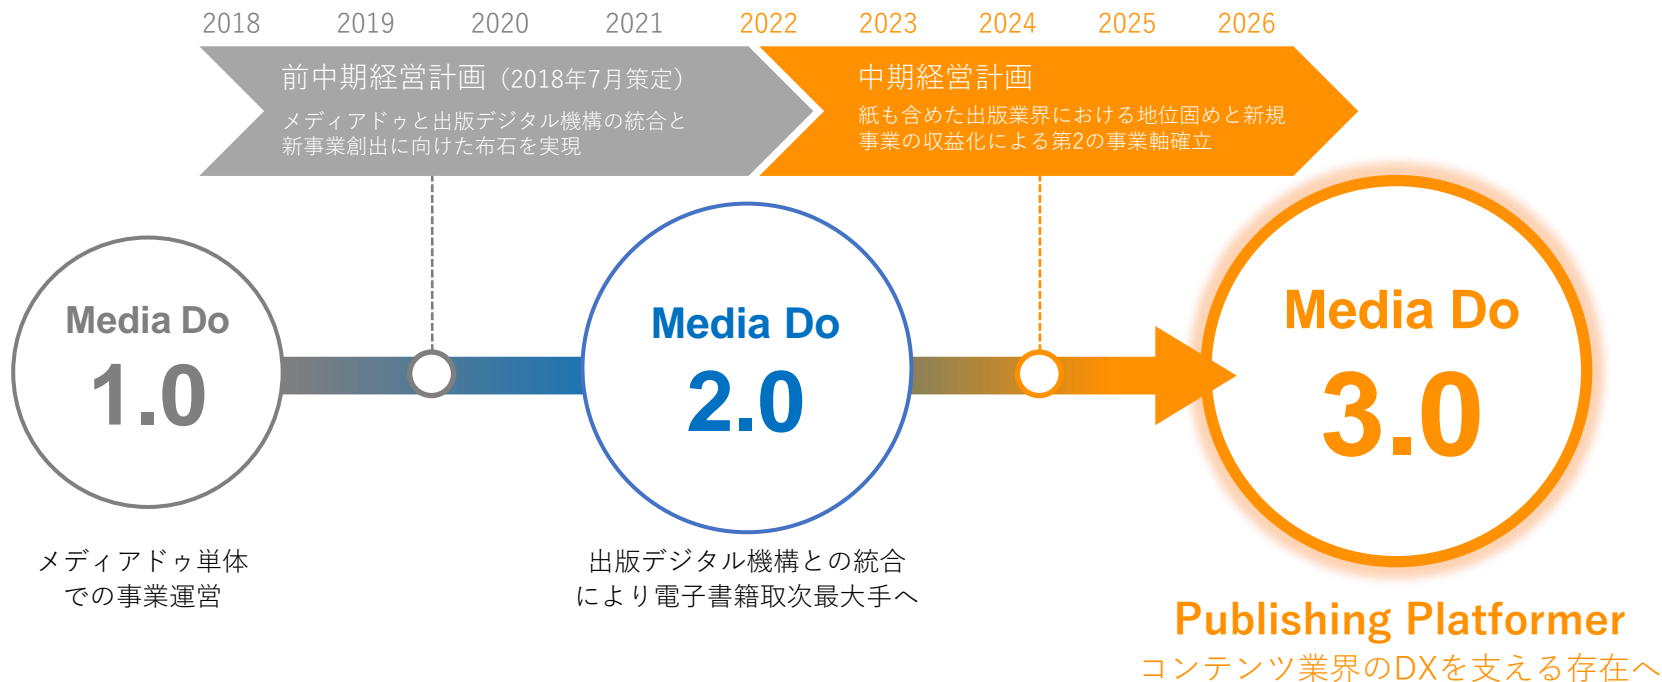 2018 2019 2020 2021 2022 2023 2024 2025 2026
前中期経営計画（2018年7月策定）
メディアドゥと出版デジタル機構の統合と
新事業創出に向けた布石を実現
中期経営計画
紙も含めた出版業界における地位固めと新規
事業の収益化による第2の事業軸確立
Media Do
1.0
メディアドゥ単体
での事業運営
Media Do
2.0
出版デジタル機構との統合
により電子書籍取次最大手へ
Media Do
3.0
Publishing Platformer
コンテンツ業界のDXを支える存在へ